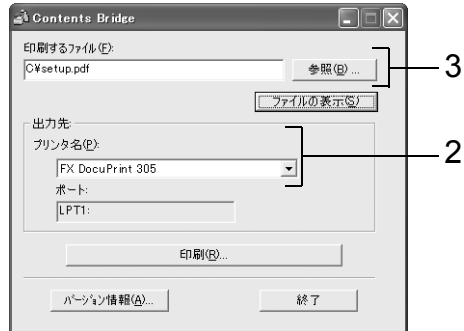 Contents Bridge
印刷するファイル(F):
C¥setup.pdf
参照(B) ...
3
ファイルの表示(S)
出力先:
プリンタ名(P):
2
FX DocuPrint 305
ポート:
LPT1:
印刷(R)...
バージョン情報(A)...
終了